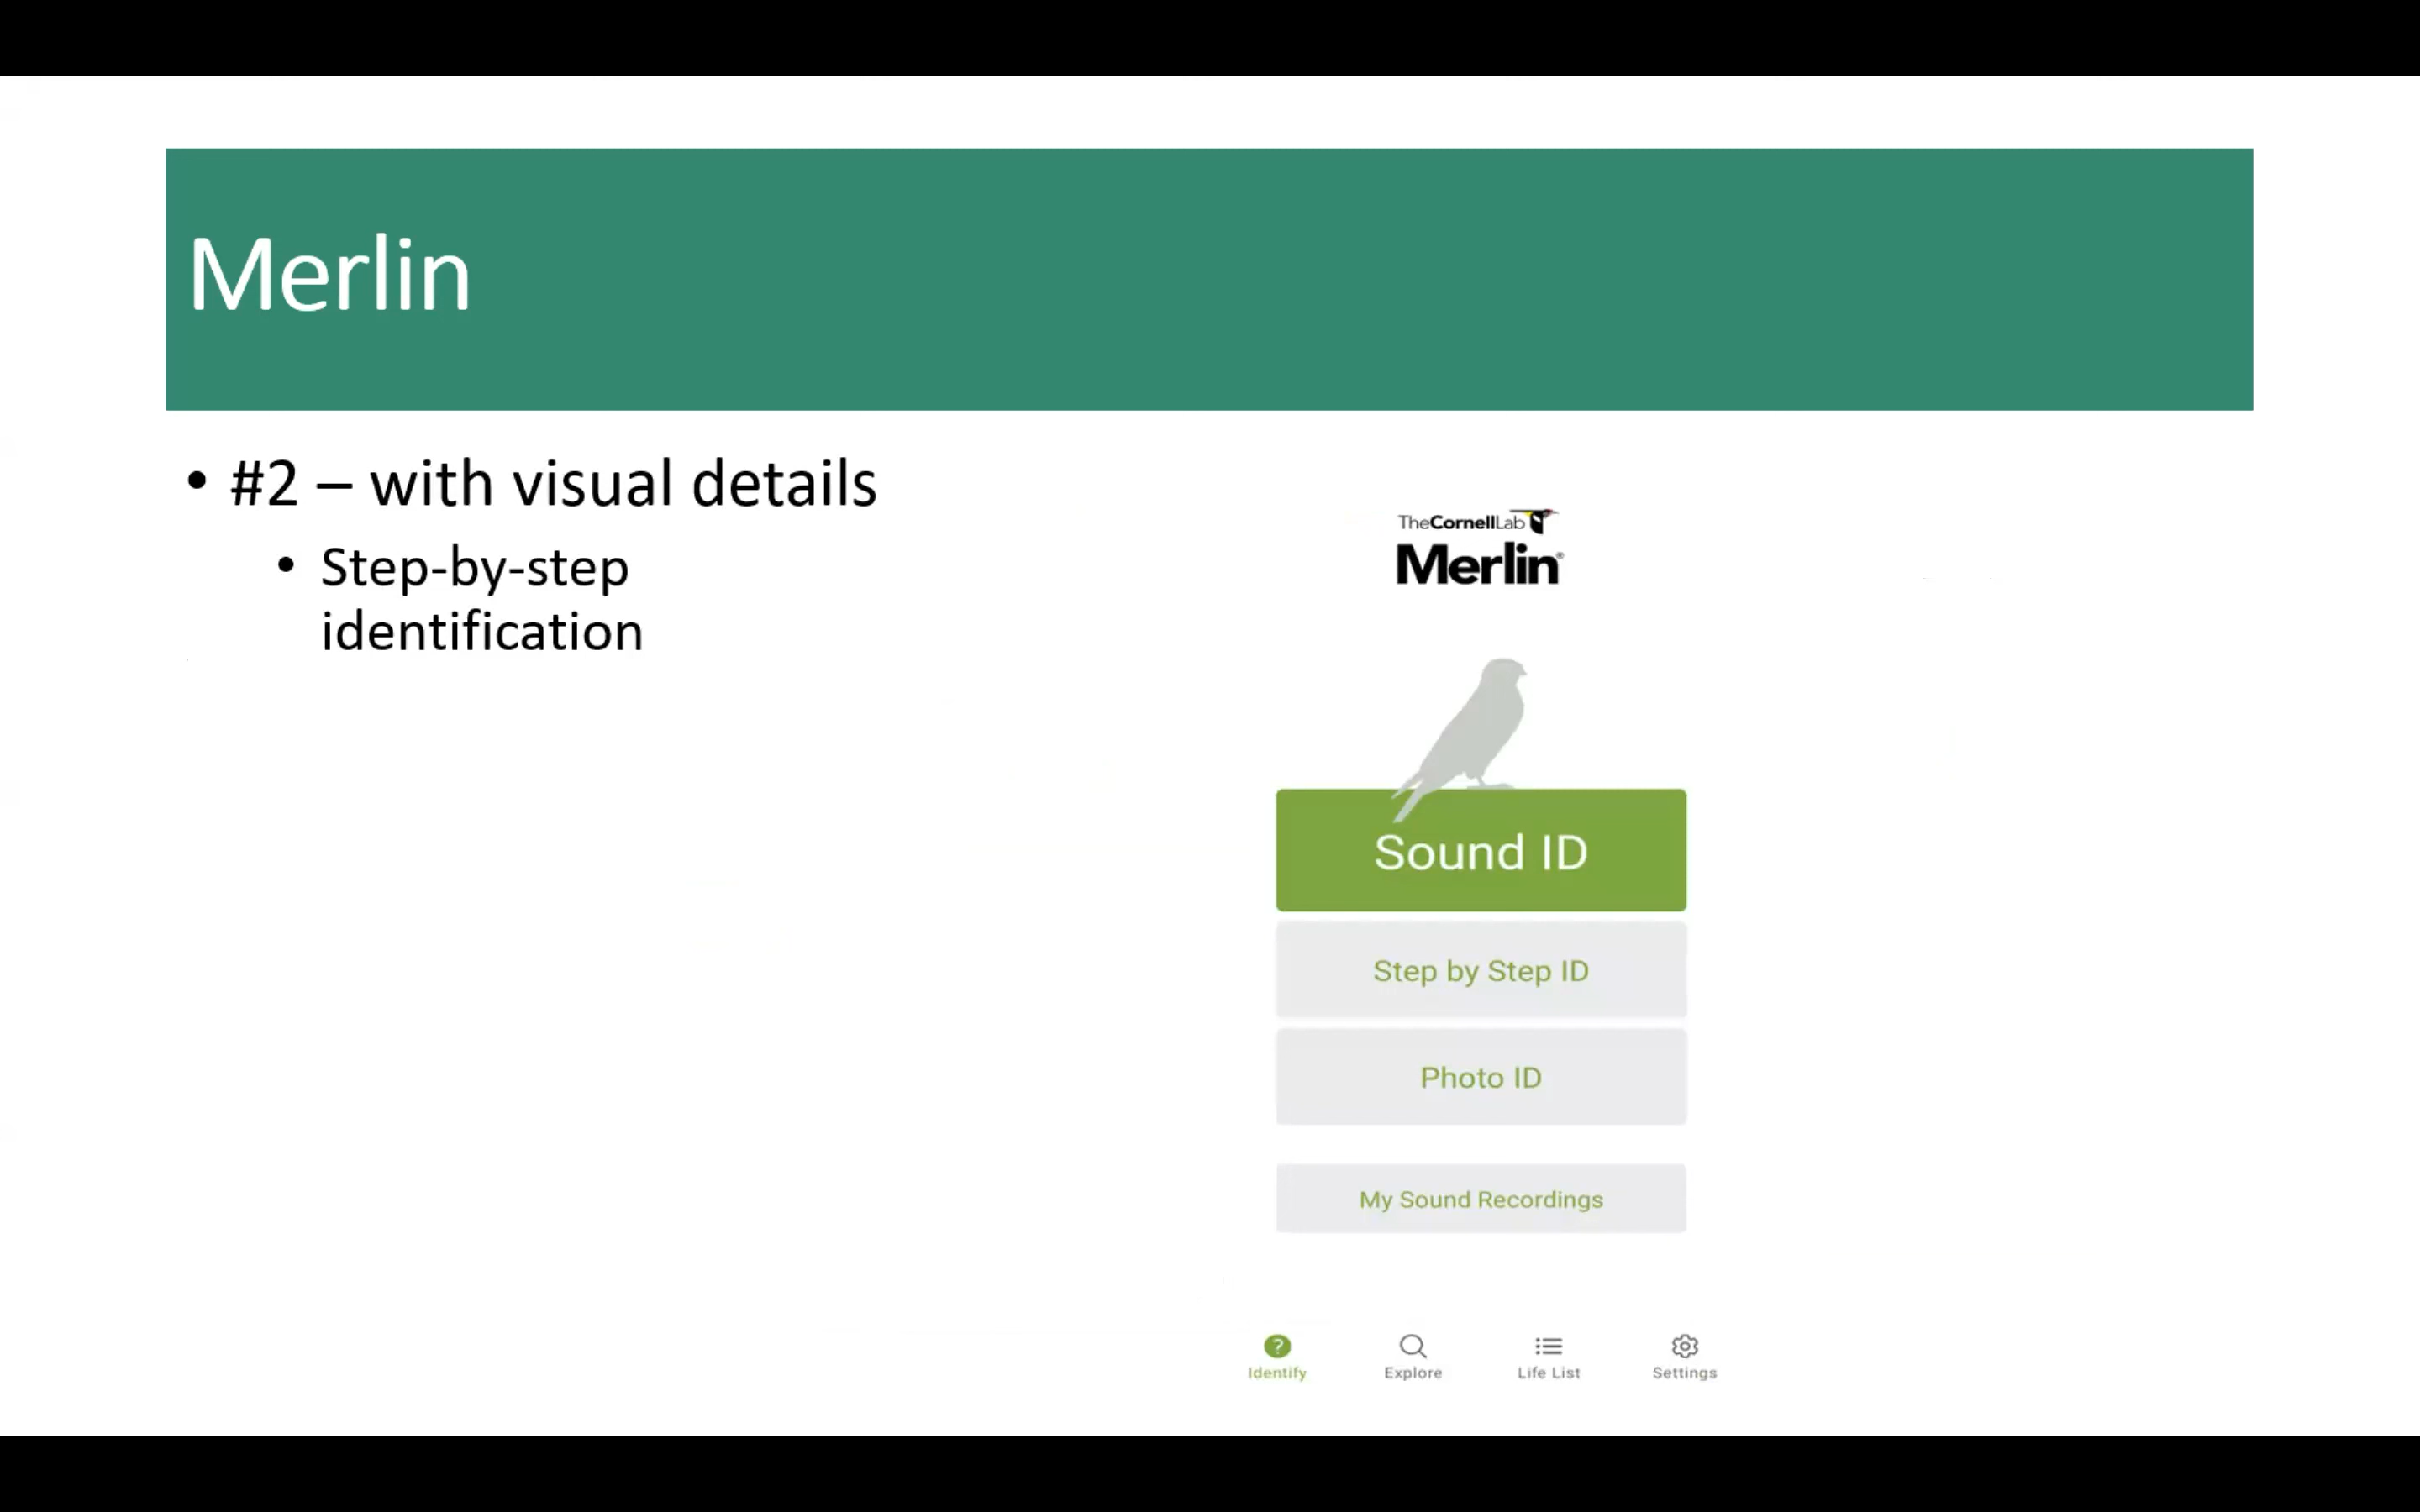 Merlin
• #2 – with visual details
• Step-by-step
identification
TheCornellLab
Merlin®
Sound ID
Step by Step ID
Photo ID
My Sound Recordings
?
Identify
Explore
Life List
Settings